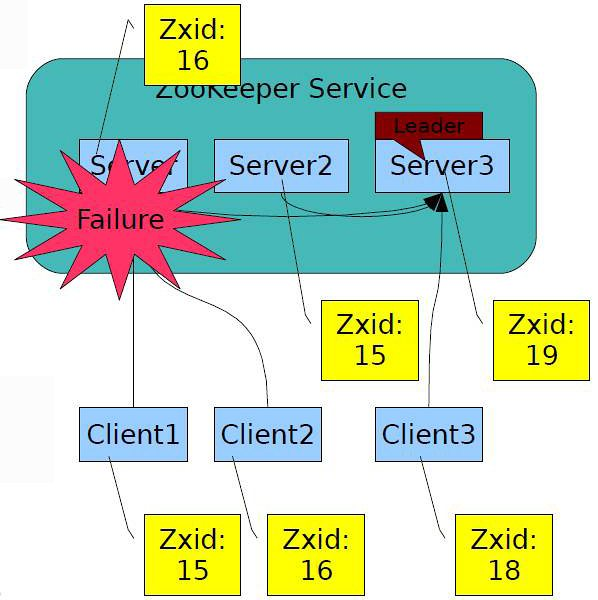 Zxid:
16
ZooKeeper Service
Leader
Server
Server2
Server3
Failure
Zxid:
15
Zxid:
19
Client1
Client2
Client3
Zxid:
15
Zxid:
16
Zxid:
18